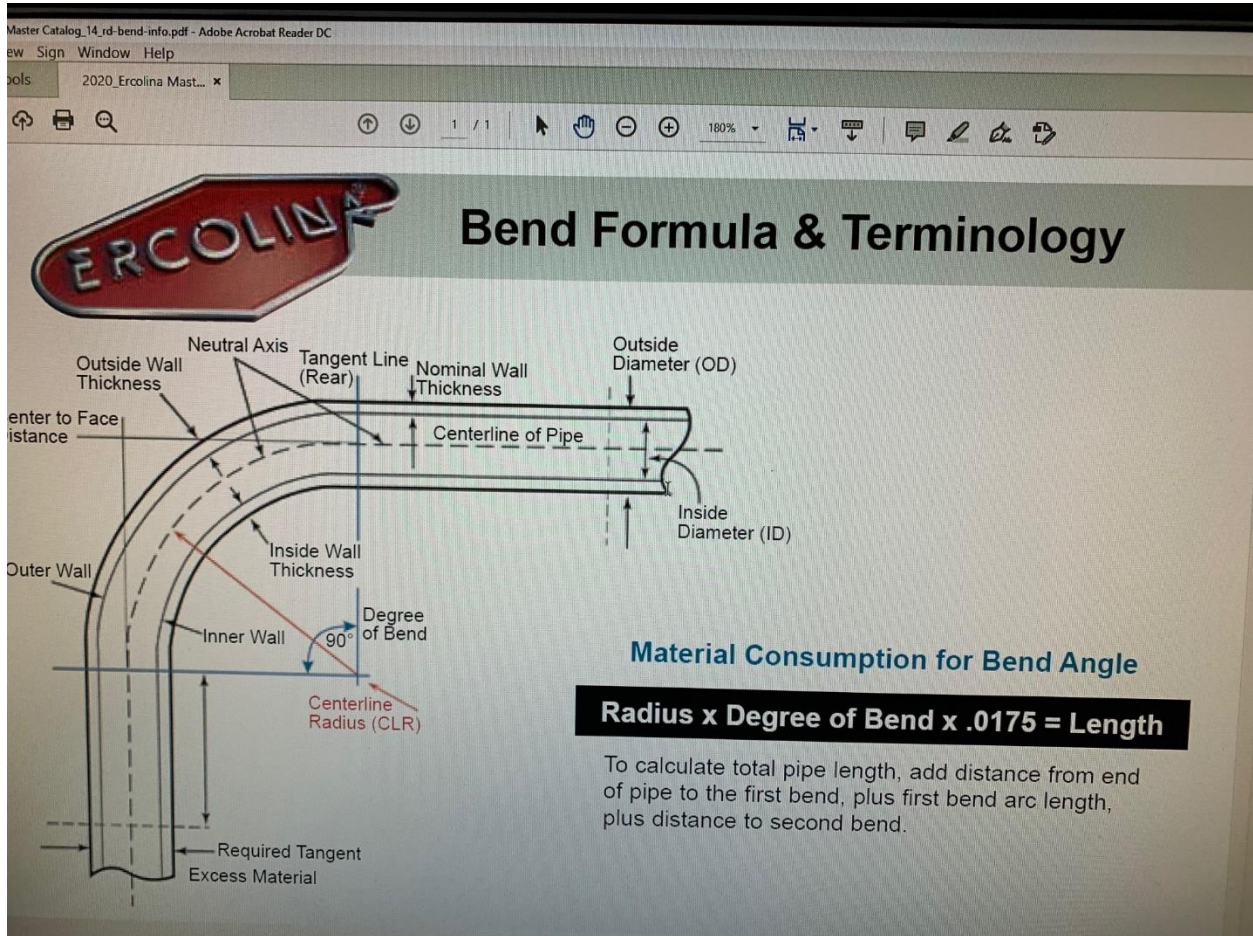 Master Catalog_14_rd-bend-info.pdf - Adobe Acrobat Reader DC
ew Sign Window Help
ools
2020_Ercolina Mast... x
1 / 1
180%
ERCOLINA
Bend Formula & Terminology
Neutral Axis
Outside Wall
Thickness
Tangent Line
(Rear)
Nominal Wall
Thickness
Outside
Diameter (OD)
enter to Face
istance
Centerline of Pipe
Inside
Diameter (ID)
Inside Wall
Thickness
Outer Wall
Inner Wall
90°
Degree
of Bend
Centerline
Radius (CLR)
Material Consumption for Bend Angle
Radius x Degree of Bend x .0175 = Length
To calculate total pipe length, add distance from end
of pipe to the first bend, plus first bend arc length,
plus distance to second bend.
Required Tangent
Excess Material